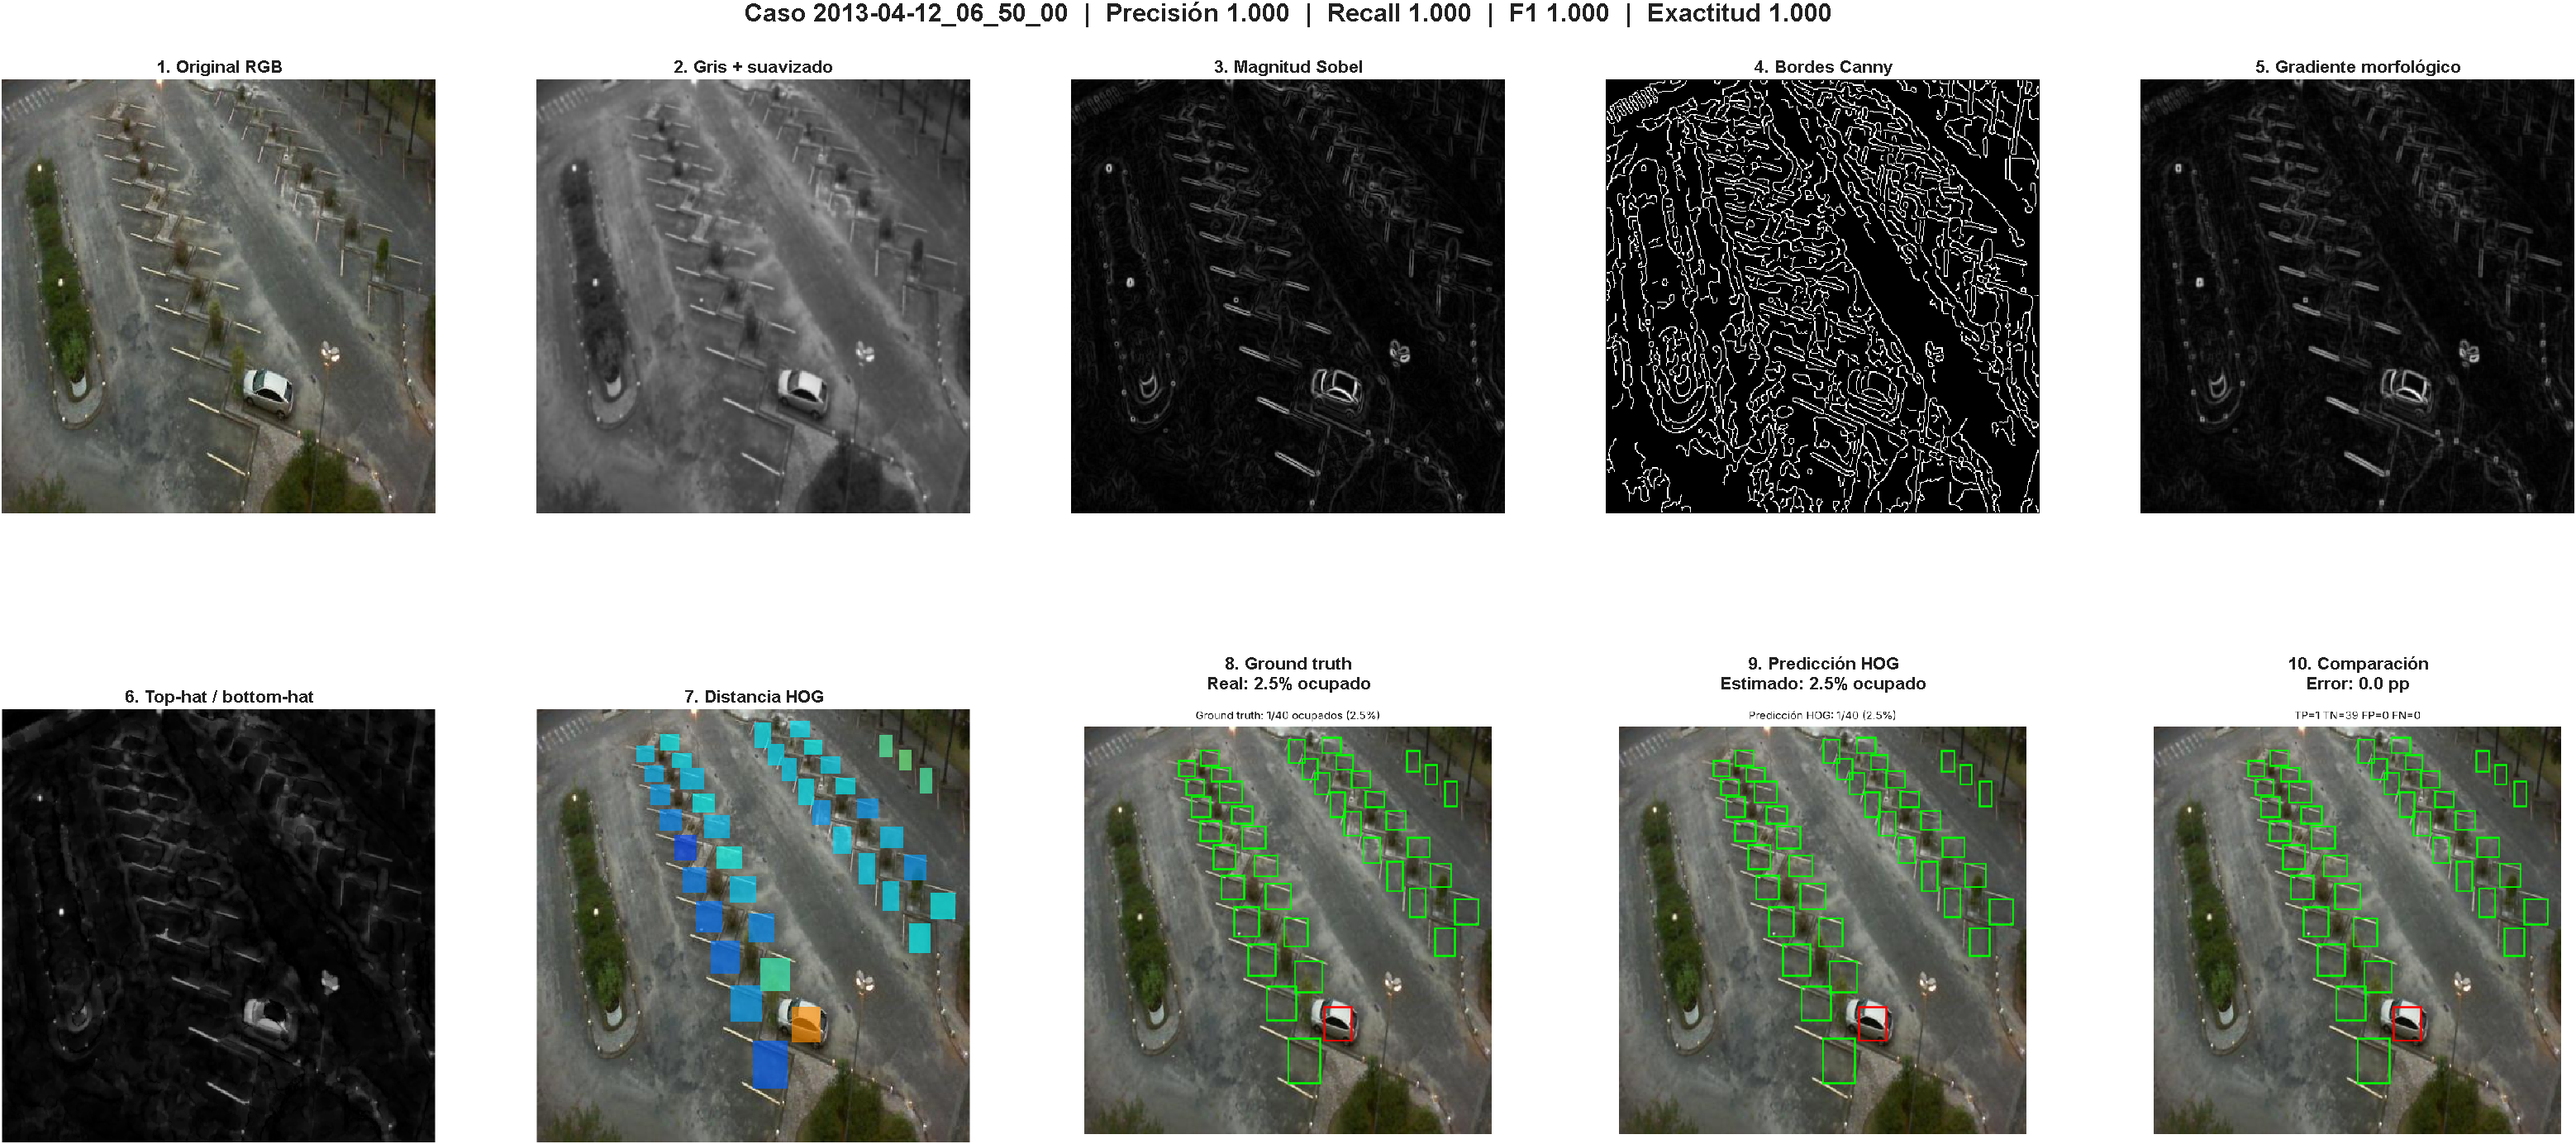 Caso 2013-04-12_06_50_00 | Precisión 1.000 | Recall 1.000 | F1 1.000 | Exactitud 1.000
1. Original RGB
2. Gris + suavizado
3. Magnitud Sobel
4. Bordes Canny
5. Gradiente morfológico
6. Top-hat / bottom-hat
7. Distancia HOG
8. Ground truth
Real: 2.5% ocupado
Ground truth: 1/40 ocupados (2.5%)
9. Predicción HOG
Estimado: 2.5% ocupado
Predicción HOG: 1/40 (2.5%)
10. Comparación
Error: 0.0 pp
TP=1 TN=39 FP=0 FN=0